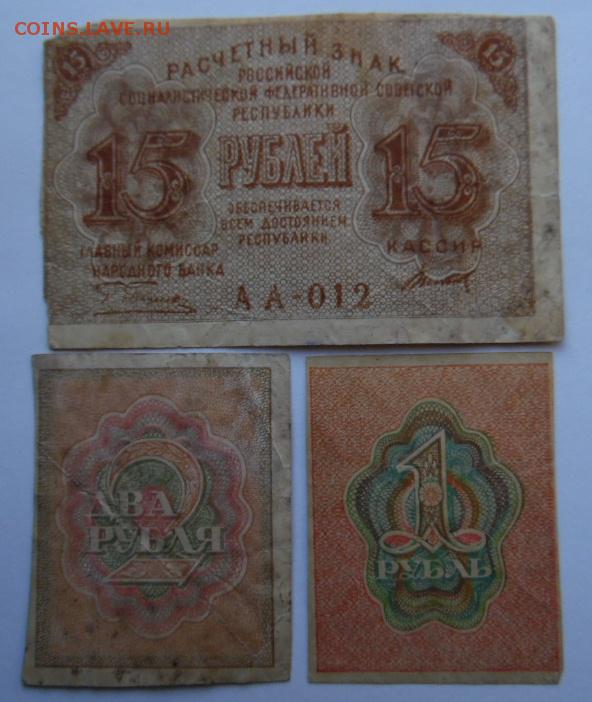 COINS.LAVE.RU
15
15
РАСЧЕТНЫЙ ЗНАК
РОССИЙСКОЙ
СОЦИАЛИСТИЧЕСКОЙ ФЕДЕРАТИВНОЙ СОВЕТСКОЙ
РЕСПУБЛИКИ
15 РУБЛЕЙ 15
ОБЕСПЕЧИВАЕТСЯ
ВСЕМ ДОСТОЯНИЕМ
РЕСПУБЛИКИ
ГЛАВНЫЙ КОМИССАР
НАРОДНОГО БАНКА
КАССИР
АА-012
2
ДВА
РУБЛЯ
1
РУБЛЬ